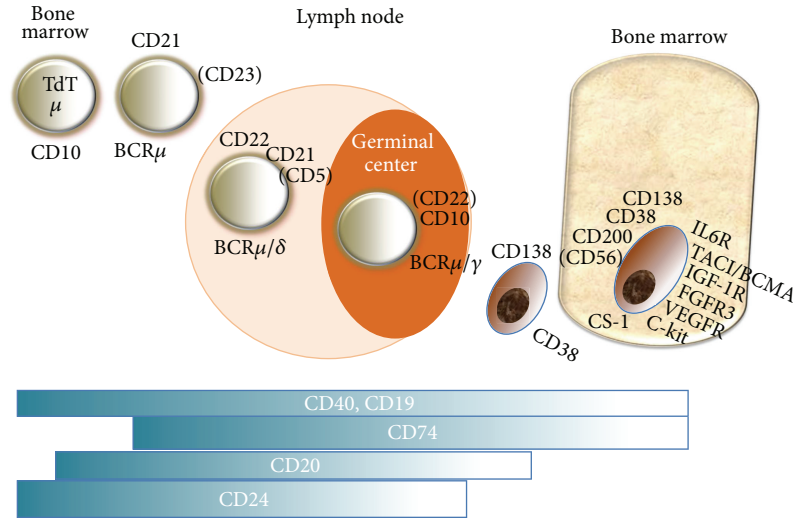 Bone
marrow
Lymph node
Bone marrow
CD21
(CD23)
TdT
μ
CD10
BCRμ
CD22
CD21
(CD5)
BCRμ/δ
Germinal
center
(CD22)
CD10
BCRμ/γ
CD138
CD38
CD138
CD38
CD200
(CD56)
CS-1
IL6R
TACI/BCMA
IGF-1R
FGFR3
VEGFR
C-kit
CD40, CD19
CD74
CD20
CD24